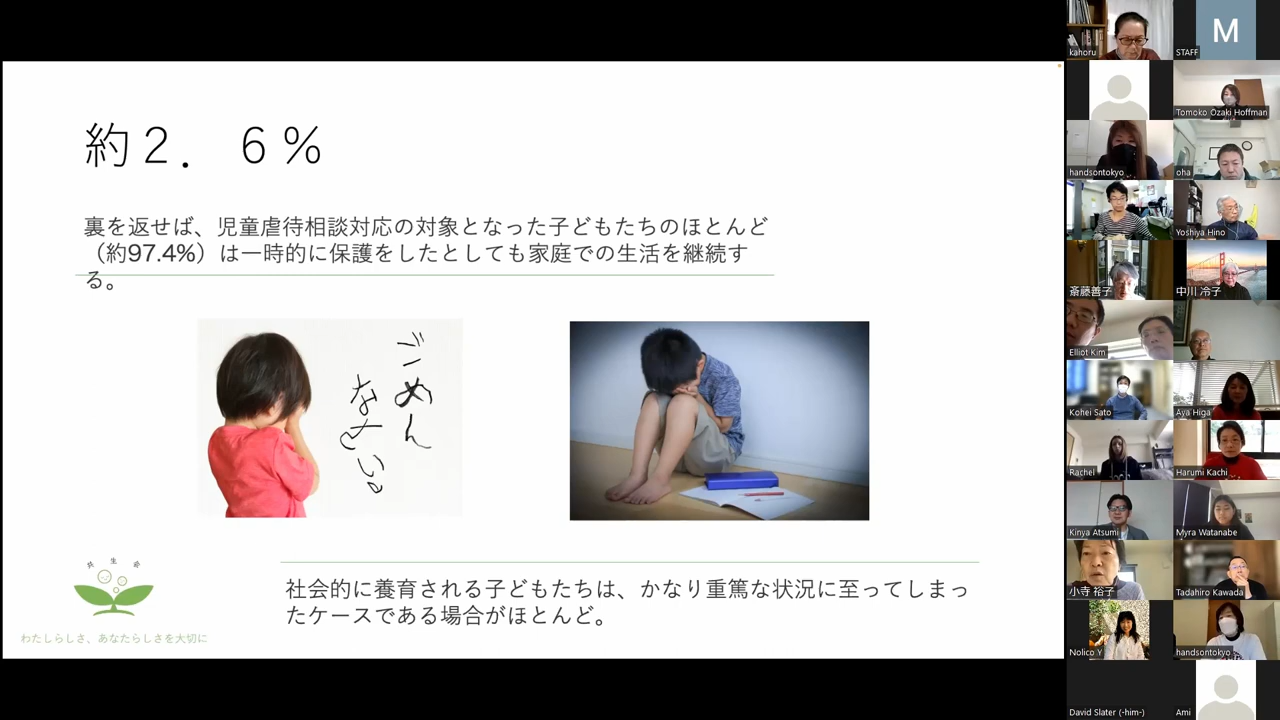 約２．６％
裏を返せば、児童虐待相談対応の対象となった子どもたちのほとんど
（約97.4%）は一時的に保護をしたとしても家庭での生活を継続す
る。
ごめん
なさい。
共生会
わたしらしさ、あなたらしさを大切に
社会的に養育される子どもたちは、かなり重篤な状況に至ってしまっ
たケースである場合がほとんど。
kahoru
M
STAFF
Tomoko Ozaki Hoffman
handsontokyo
oha
Yoshiya Hino
斎藤善子
中川 冷子
Elliot Kim
Kohei Sato
Aya Higa
Rachel
Harumi Kachi
Kinya Atsumi
Myra Watanabe
小寺 裕子
Tadahiro Kawada
Nolico Y
handsontokyo
David Slater (-him-)
Ami